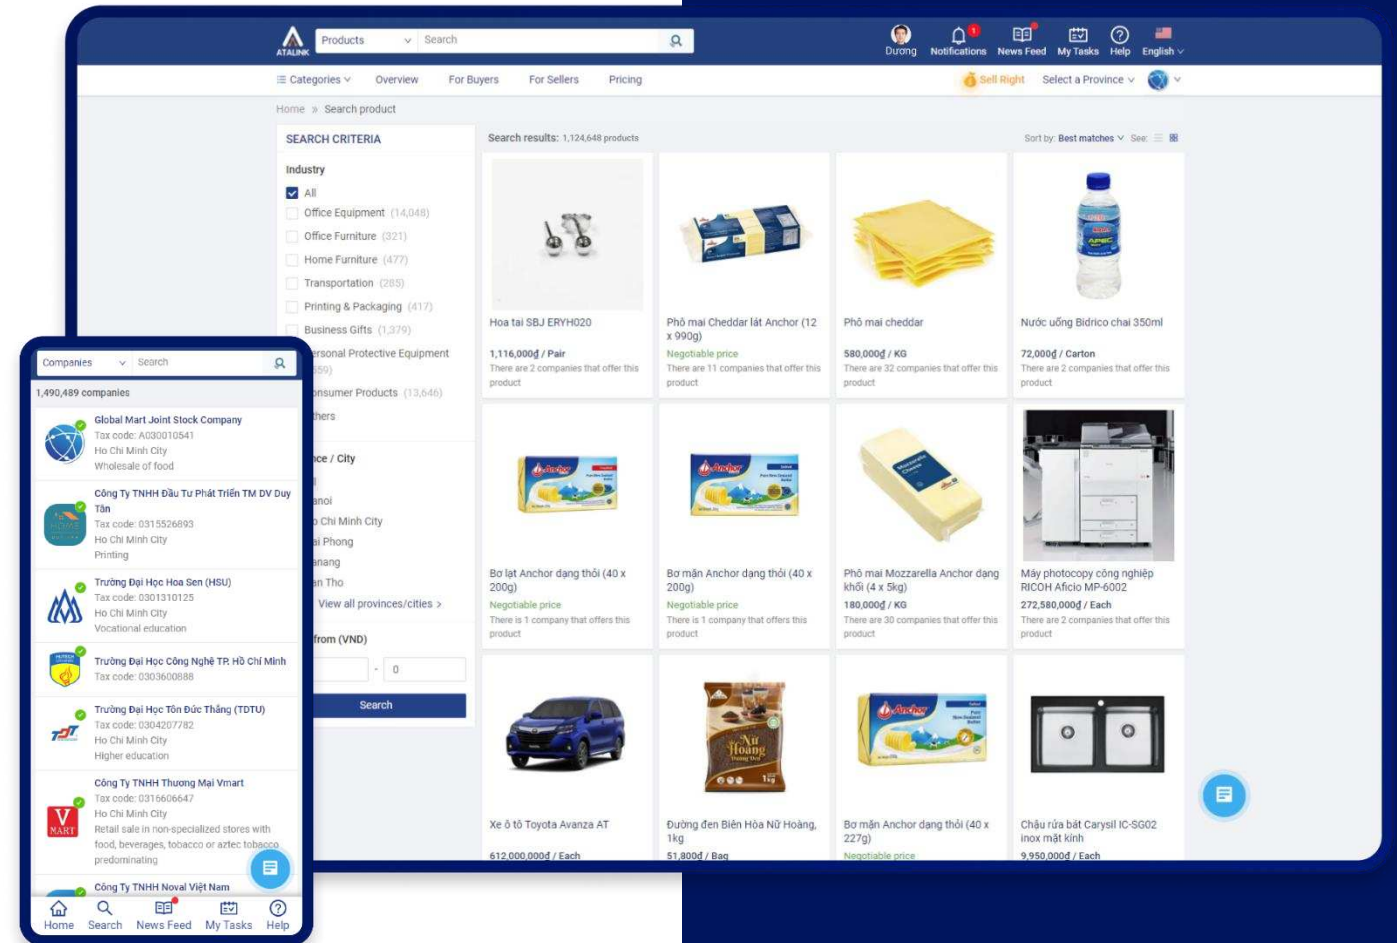 ATALINK
Products
Search
Dương
1
Notifications
News Feed
My Tasks
Help
English
Categories
Overview
For Buyers
For Sellers
Pricing
Sell Right
Select a Province
Home » Search product
SEARCH CRITERIA
Industry
All
Office Equipment (14,048)
Office Furniture (321)
Home Furniture (477)
Transportation (285)
Printing & Packaging (417)
Business Gifts (1,379)
ersonal Protective Equipment
559)
onsumer Products (13,646)
thers
nce / City
anoi
o Chi Minh City
ai Phong
anang
an Tho
View all provinces/cities >
from (VND)
- 0
Search
Search results: 1,124,648 products
Sort by: Best matches See:
Hoa tai SBJ ERYH020
1,116,000₫ / Pair
There are 2 companies that offer this
product
Phô mai Cheddar lát Anchor (12
x 990g)
Negotiable price
There are 11 companies that offer this
product
Phô mai cheddar
580,000₫ / KG
There are 32 companies that offer this
product
APEC
Nước uống Bidrico chai 350ml
72,000₫ / Carton
There are 2 companies that offer this
product
Anchor
Bơ lạt Anchor dạng thỏi (40 x
200g)
Negotiable price
There is 1 company that offers this
product
Anchor
Bơ mặn Anchor dạng thỏi (40 x
200g)
Negotiable price
There is 1 company that offers this
product
Mozzarella
Cheese
Phô mai Mozzarella Anchor dạng
khối (4 x 5kg)
180,000₫ / KG
There are 30 companies that offer this
product
Máy photocopy công nghiệp
RICOH Aficio MP-6002
272,580,000₫ / Each
There are 2 companies that offer this
product
Xe ô tô Toyota Avanza AT
612,000,000₫ / Each
Nữ
Hoàng
Đường Đen
1kg
Đường đen Biên Hòa Nữ Hoàng,
1kg
51,800₫ / Bag
Anchor
Bơ mặn Anchor dạng thỏi (40 x
227g)
Negotiable price
Chậu rửa bát Carysil IC-SG02
inox mặt kính
9,950,000₫ / Each
Companies
Search
1,490,489 companies
Global Mart Joint Stock Company
Tax code: A030010541
Ho Chi Minh City
Wholesale of food
HOME
Công Ty TNHH Đầu Tư Phát Triển TM DV Duy
Tân
Tax code: 0315526893
Ho Chi Minh City
Printing
Trường Đại Học Hoa Sen (HSU)
Tax code: 0301310125
Ho Chi Minh City
Vocational education
HUTECH
Trường Đại Học Công Nghệ TP. Hồ Chí Minh
Tax code: 0303600888
TDT
Trường Đại Học Tôn Đức Thắng (TDTU)
Tax code: 0304207782
Ho Chi Minh City
Higher education
V
MART
Công Ty TNHH Thương Mại Vmart
Tax code: 0316606647
Ho Chi Minh City
Retail sale in non-specialized stores with
food, beverages, tobacco or aztec tobacco
predominating
Công Ty TNHH Noval Việt Nam
Home
Search
News Feed
My Tasks
Help